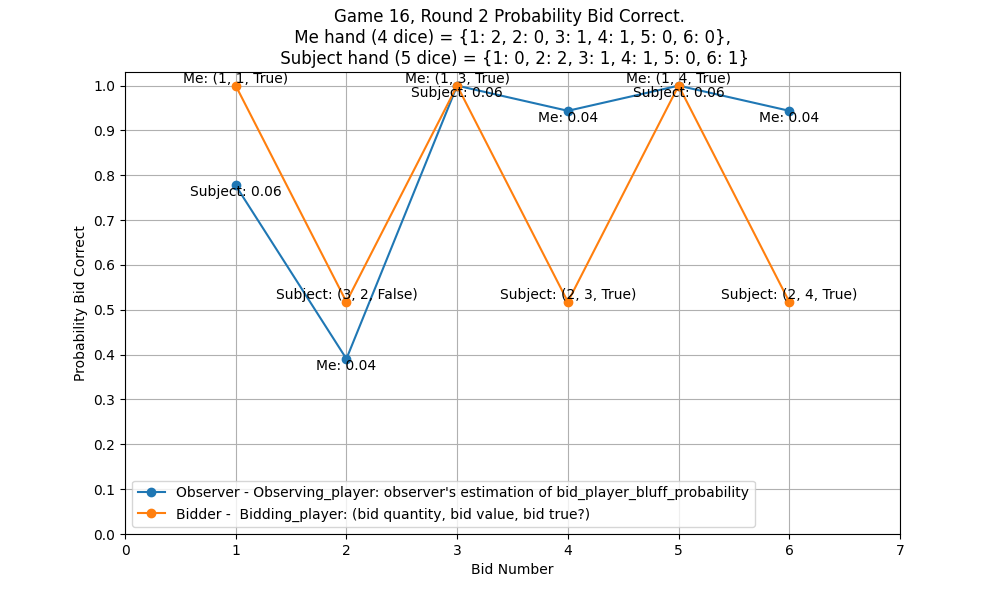 Game 16, Round 2 Probability Bid Correct.
Me hand (4 dice) = {1: 2, 2: 0, 3: 1, 4: 1, 5: 0, 6: 0},
Subject hand (5 dice) = {1: 0, 2: 2, 3: 1, 4: 1, 5: 0, 6: 1}
Me: (1, 1, True)
Me: (1, 3, True)
Me: (1, 4, True)
Subject: 0.06
Subject: 0.06
Me: 0.04
Me: 0.04
Subject: 0.06
Subject: (3, 2, False)
Subject: (2, 3, True)
Subject: (2, 4, True)
Me: 0.04
1.0
0.9
0.8
0.7
0.6
0.5
0.4
0.3
0.2
0.1
0.0
Probability Bid Correct
Observer - Observing_player: observer's estimation of bid_player_bluff_probability
Bidder -  Bidding_player: (bid quantity, bid value, bid true?)
0 1 2 3 4 5 6 7
Bid Number